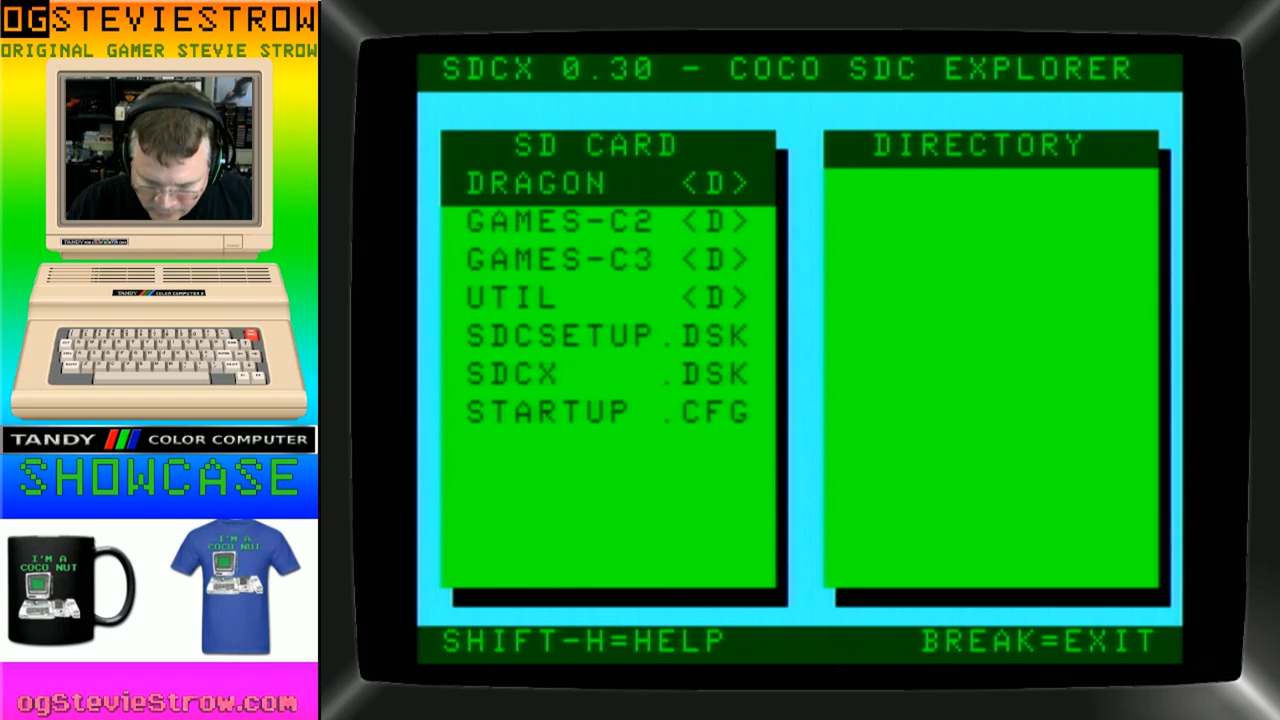 OGSTEVIESTROW
ORIGINAL GAMER STEVIE STROW
TANDY COLOR COMPUTER
SHOWCASE
I'M A
COCO NUT
I'M A
COCO NUT
ogStevieStrow.com
SDCX 0.30 - COCO SDC EXPLORER
SD CARD
DRAGON <D>
GAMES-C2 <D>
GAMES-C3 <D>
UTIL <D>
SDCSETUP.DSK
SDCX .DSK
STARTUP .CFG
DIRECTORY
SHIFT-H=HELP
BREAK=EXIT